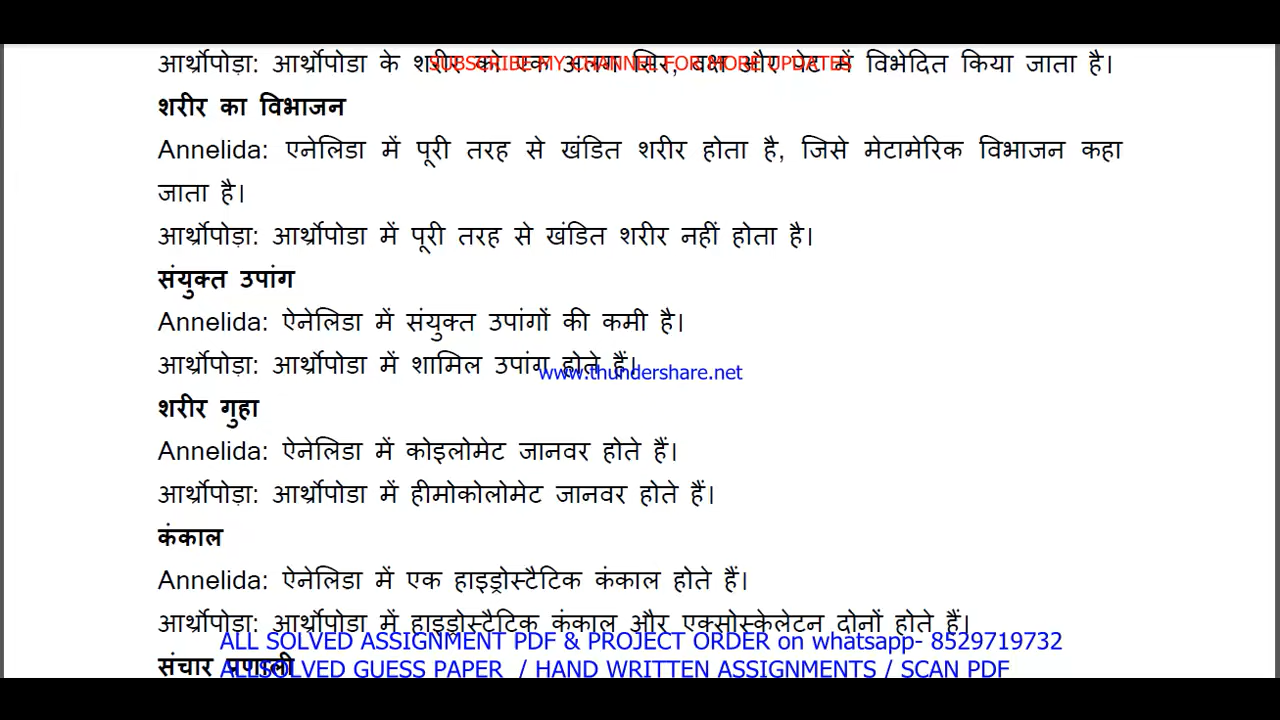 आर्थ्रोपोड़ा: आर्थ्रोपोडा के शरीर को एक अलग सिर, वक्ष और पेट में विभेदित किया जाता है।
SUBSCRIBE MY CHANNEL FOR MORE UPDATES
शरीर का विभाजन
Annelida: एनेलिडा में पूरी तरह से खंडित शरीर होता है, जिसे मेटामेरिक विभाजन कहा
जाता है।
आर्थ्रोपोड़ा: आर्थ्रोपोडा में पूरी तरह से खंडित शरीर नहीं होता है।
संयुक्त उपांग
Annelida: ऐनेलिडा में संयुक्त उपांगों की कमी है।
आर्थ्रोपोड़ा: आर्थ्रोपोडा में शामिल उपांग होते हैं।
www.thundershare.net
शरीर गुहा
Annelida: ऐनेलिडा में कोइलोमेट जानवर होते हैं।
आर्थ्रोपोड़ा: आर्थ्रोपोडा में हीमोकोलोमेट जानवर होते हैं।
कंकाल
Annelida: ऐनेलिडा में एक हाइड्रोस्टैटिक कंकाल होते हैं।
आर्थ्रोपोड़ा: आर्थ्रोपोडा में हाइड्रोस्टैटिक कंकाल और एक्सोस्केलेटन दोनों होते हैं।
ALL SOLVED ASSIGNMENT PDF & PROJECT ORDER on whatsapp- 8529719732
संचार प्रणाली
ALL SOLVED GUESS PAPER / HAND WRITTEN ASSIGNMENTS / SCAN PDF